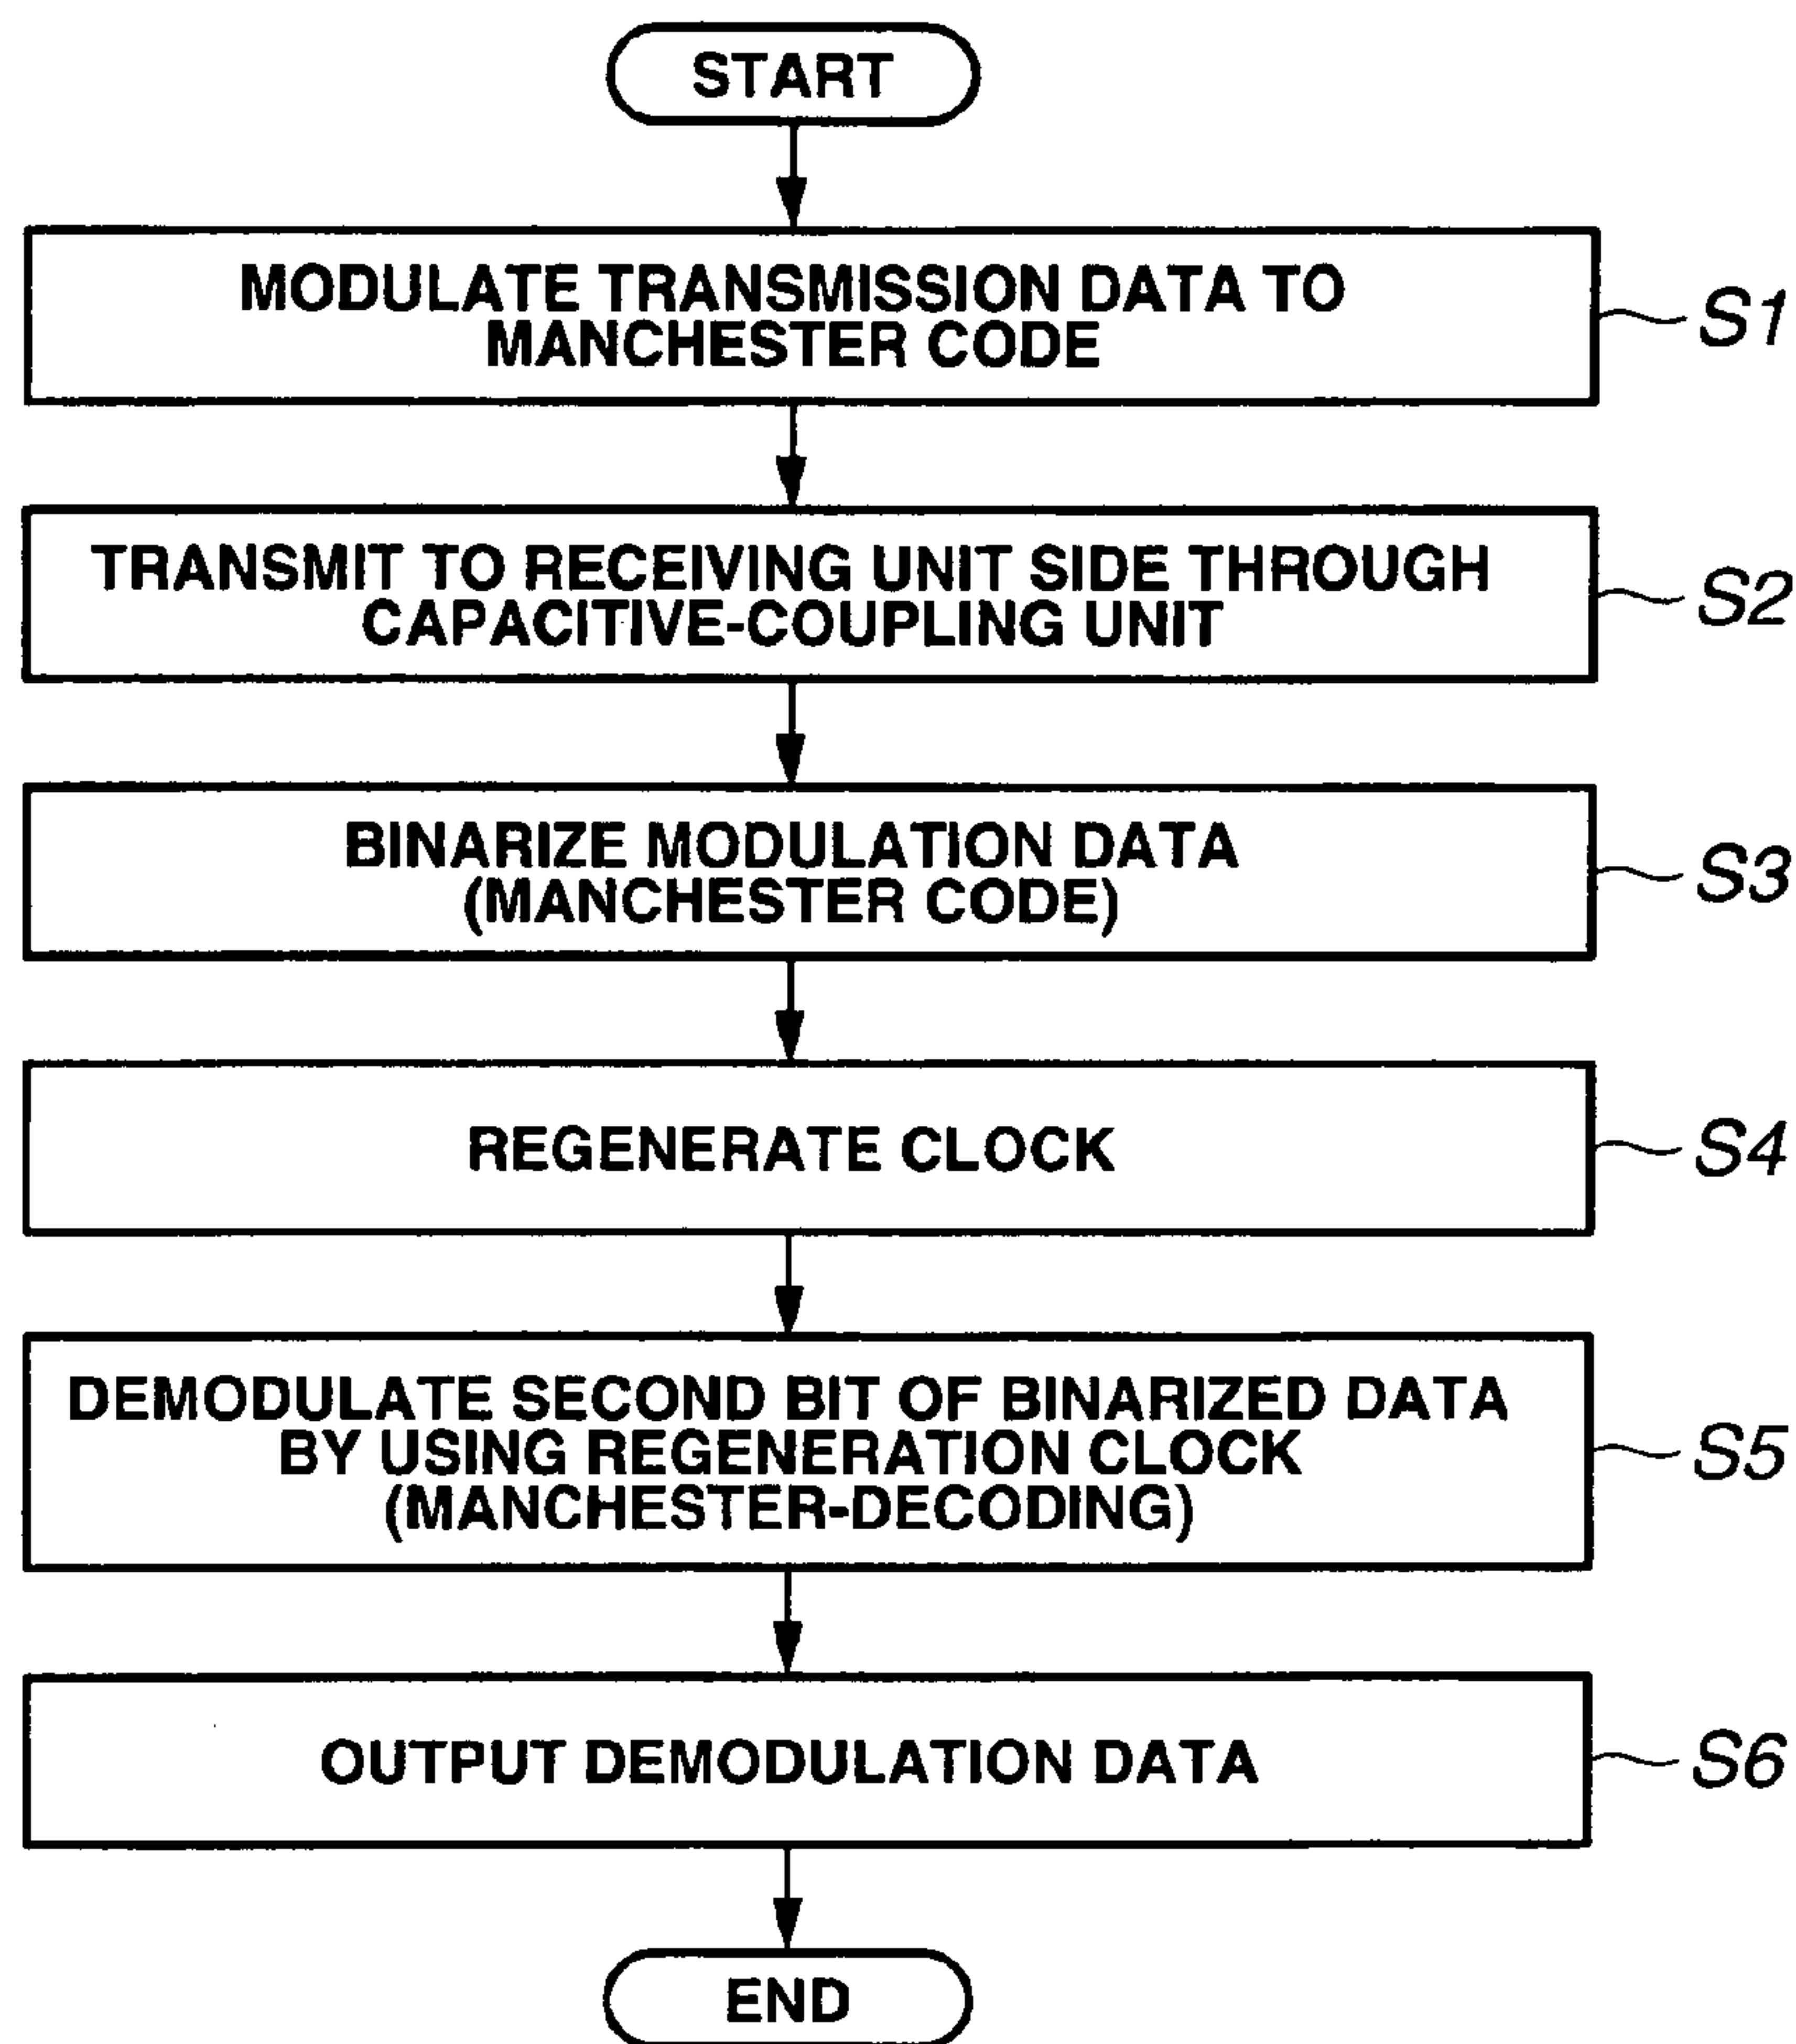 START
MODULATE TRANSMISSION DATA TO
MANCHESTER CODE
S1
TRANSMIT TO RECEIVING UNIT SIDE THROUGH
CAPACITIVE-COUPLING UNIT
S2
BINARIZE MODULATION DATA
(MANCHESTER CODE)
S3
REGENERATE CLOCK
S4
DEMODULATE SECOND BIT OF BINARIZED DATA
BY USING REGENERATION CLOCK
(MANCHESTER-DECODING)
S5
OUTPUT DEMODULATION DATA
S6
END